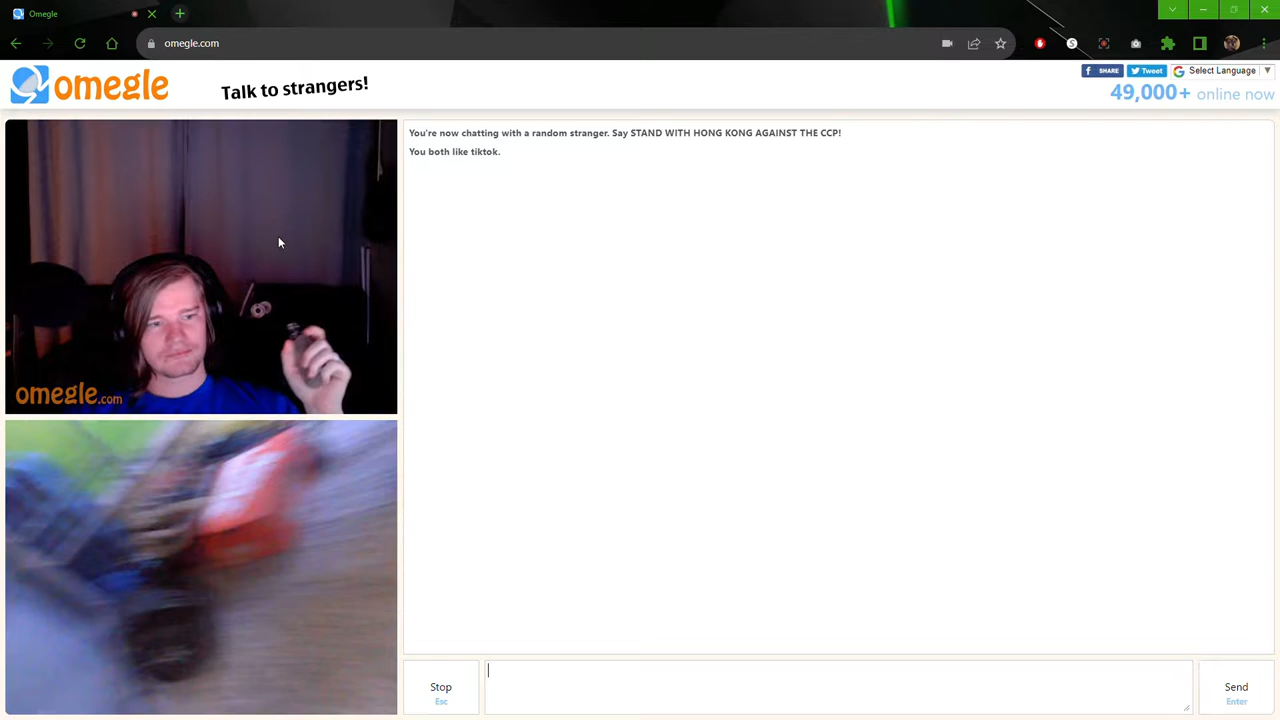 Omegle
omegle.com
omegle
Talk to strangers!
SHARE
Tweet
Select Language
49,000+ online now
You're now chatting with a random stranger. Say STAND WITH HONG KONG AGAINST THE CCP!
You both like tiktok.
omegle.com
Stop
Esc
Send
Enter